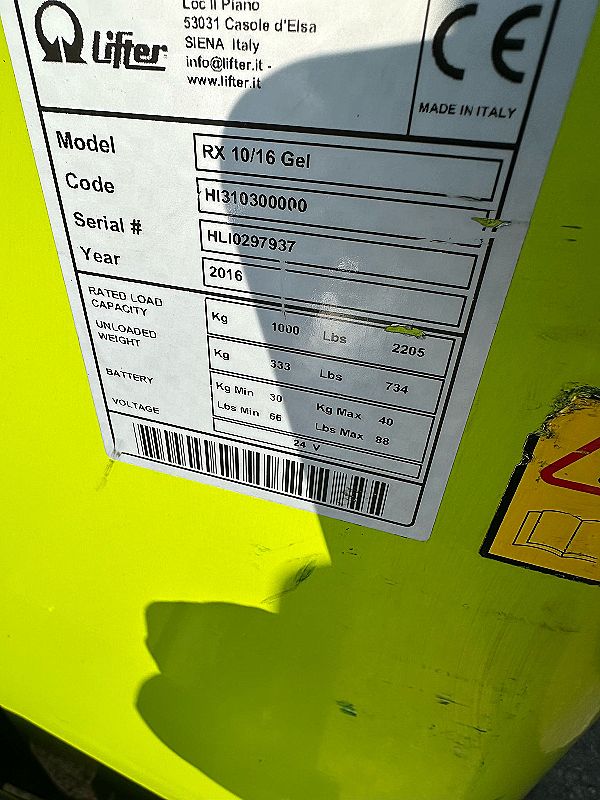 Lifter
Loc Il Piano
53031 Casole d'Elsa
SIENA Italy
info@lifter.it -
www.lifter.it
CE
MADE IN ITALY
Model RX 10/16 Gel
Code HI310300000
Serial # HLI0297937
Year 2016
RATED LOAD CAPACITY Kg 1000 Lbs 2205
UNLOADED WEIGHT Kg 333 Lbs 734
BATTERY Kg Min 30 Kg Max 40
Lbs Min 66 Lbs Max 88
VOLTAGE 24 V